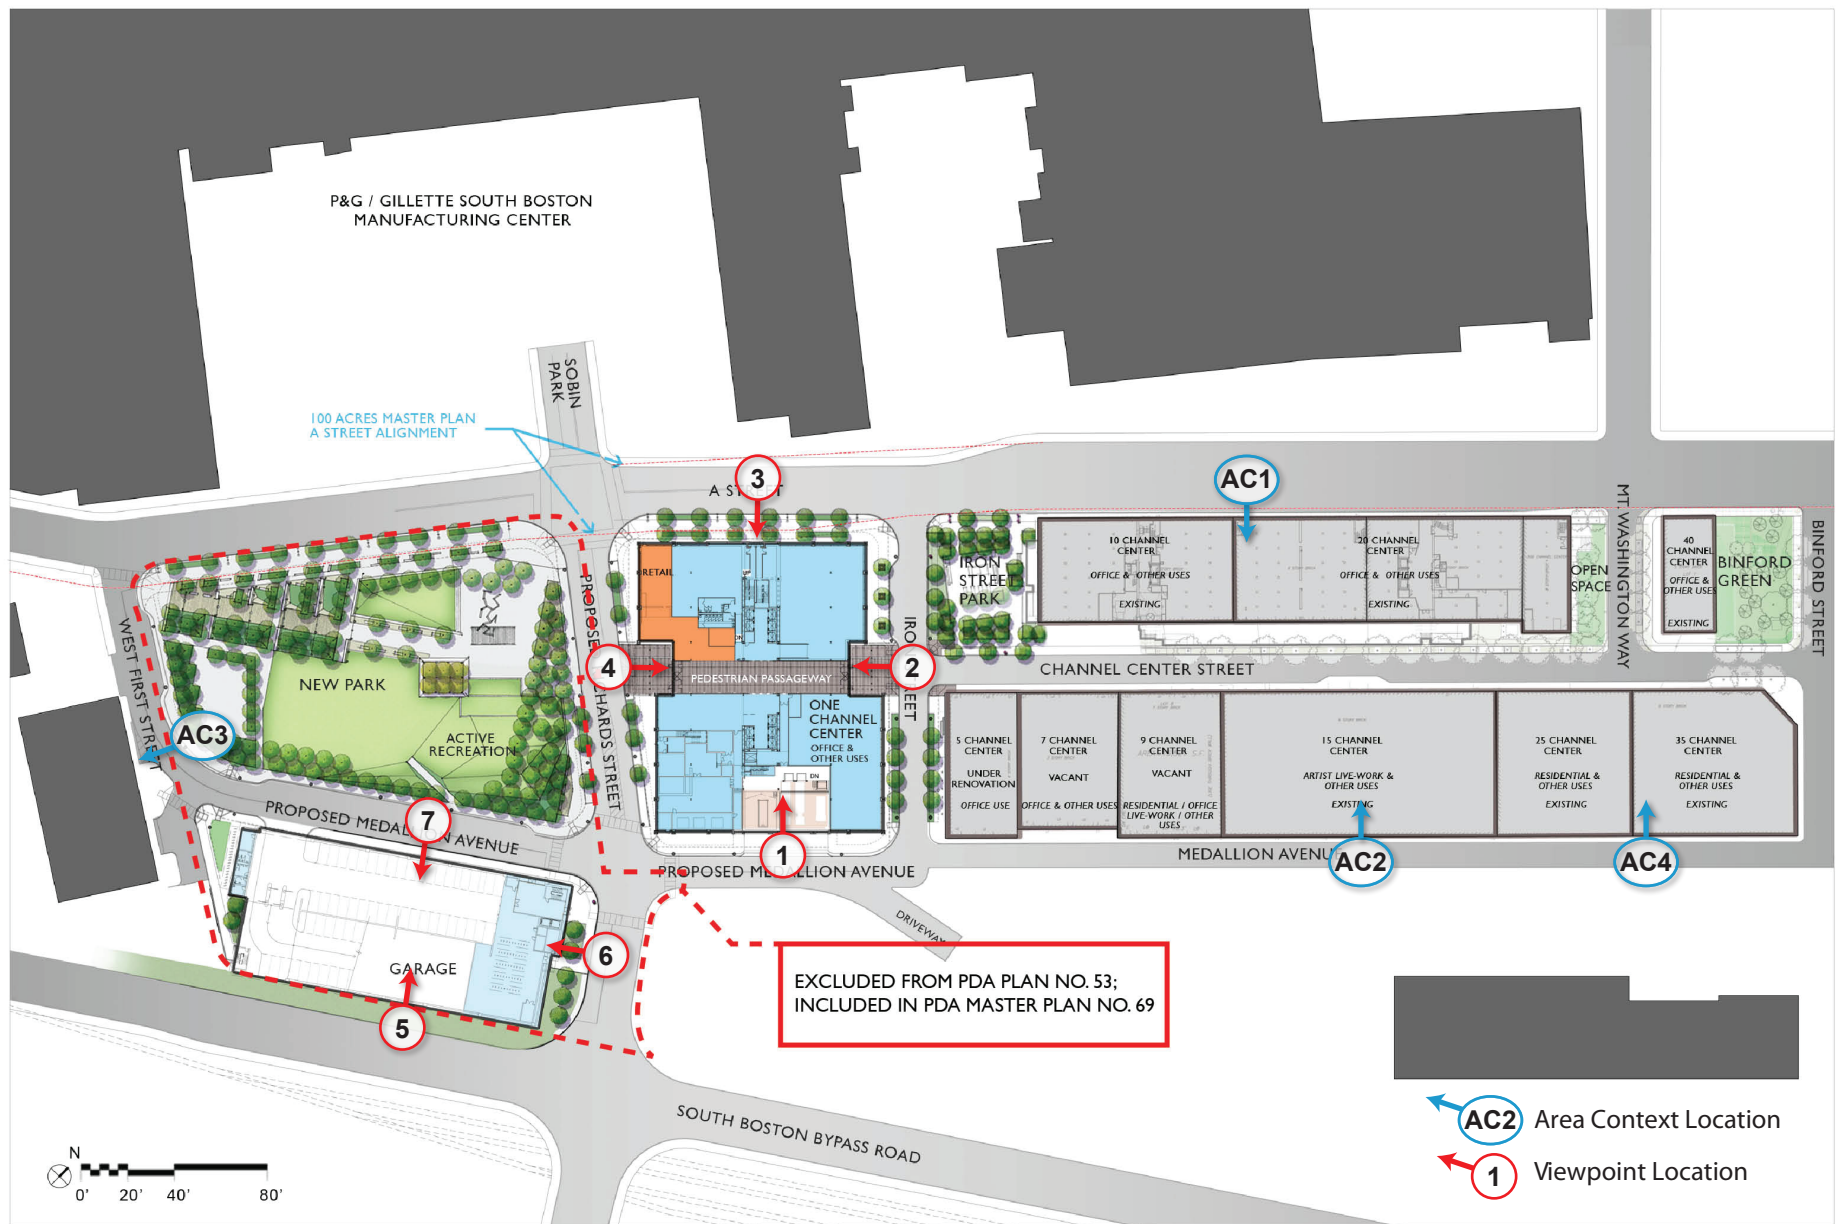 P&G / GILLETTE SOUTH BOSTON
MANUFACTURING CENTER
SOBIN
PARK
100 ACRES MASTER PLAN
A STREET ALIGNMENT
3
A STREET
AC1
MT. WASHINGTON WAY
BINFORD STREET
RETAIL
IRON
STREET
PARK
10 CHANNEL
CENTER
OFFICE & OTHER USES
EXISTING
20 CHANNEL
CENTER
OFFICE & OTHER USES
EXISTING
OPEN
SPACE
40
CHANNEL
CENTER
OFFICE &
OTHER USES
EXISTING
BINFORD
GREEN
WEST FIRST STREET
NEW PARK
ACTIVE
RECREATION
AC3
4
2
PEDESTRIAN PASSAGEWAY
CHANNEL CENTER STREET
ONE
CHANNEL
CENTER
OFFICE &
OTHER USES
DN
DN
5 CHANNEL
CENTER
UNDER
RENOVATION
OFFICE USE
7 CHANNEL
CENTER
VACANT
OFFICE & OTHER USES
9 CHANNEL
CENTER
VACANT
RESIDENTIAL / OFFICE
LIVE-WORK / OTHER
USES
15 CHANNEL
CENTER
ARTIST LIVE-WORK &
OTHER USES
EXISTING
25 CHANNEL
CENTER
RESIDENTIAL &
OTHER USES
EXISTING
35 CHANNEL
CENTER
RESIDENTIAL &
OTHER USES
EXISTING
PROPOSED MEDALLION AVENUE
7
1
PROPOSED MEDALLION AVENUE
MEDALLION AVENUE
AC2
AC4
DRIVEWAY
GARAGE
6
5
EXCLUDED FROM PDA PLAN NO. 53;
INCLUDED IN PDA MASTER PLAN NO. 69
SOUTH BOSTON BYPASS ROAD
AC2 Area Context Location
1 Viewpoint Location
N
0' 20' 40' 80'